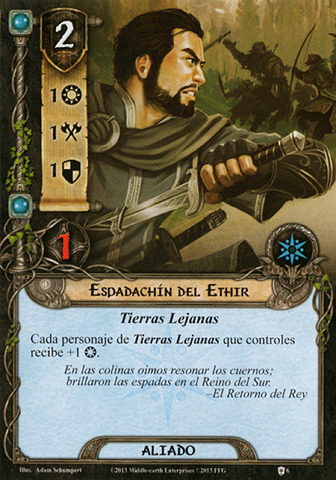 2
1
1
1
1
ESPADACHÍN DEL ETHIR
Tierras Lejanas
Cada personaje de Tierras Lejanas que controles
recibe +1 .
En las colinas oimos resonar los cuernos;
brillaron las espadas en el Reino del Sur.
–El Retorno del Rey
ALIADO
Illus. Adam Schumpert ©2013 Middle-earth Enterprises ©2013 FFG 6